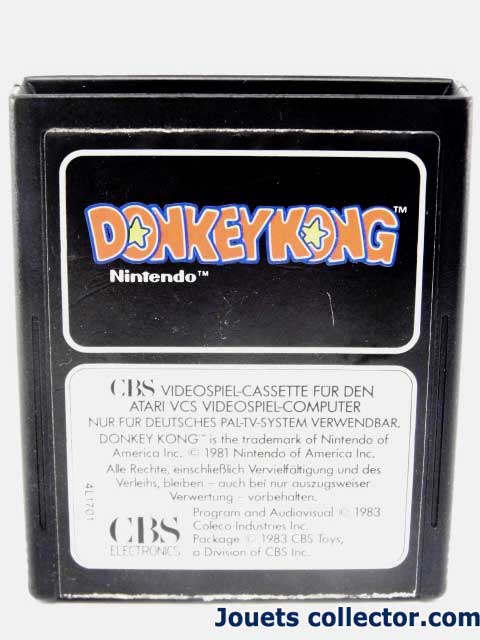 DONKEY KONG™
Nintendo™
CBS VIDEOSPIEL-CASSETTE FÜR DEN
ATARI VCS VIDEOSPIEL-COMPUTER
NUR FÜR DEUTSCHES PAL-TV-SYSTEM VERWENDBAR.
DONKEY KONG™ is the trademark of Nintendo of
America Inc. © 1981 Nintendo of America Inc.
Alle Rechte, einschließlich Vervielfältigung und des
Verleihs, bleiben – auch bei nur auszugsweiser
Verwertung – vorbehalten.
Program and Audiovisual © 1983
Coleco Industries Inc.
Package © 1983 CBS Toys,
a Division of CBS Inc.
CBS
ELECTRONICS
4L1701
Jouets collector.com